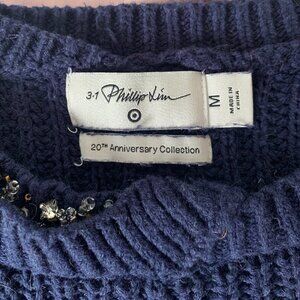 3.1 Phillip Lim
M
MADE IN
CHINA
20TH Anniversary Collection